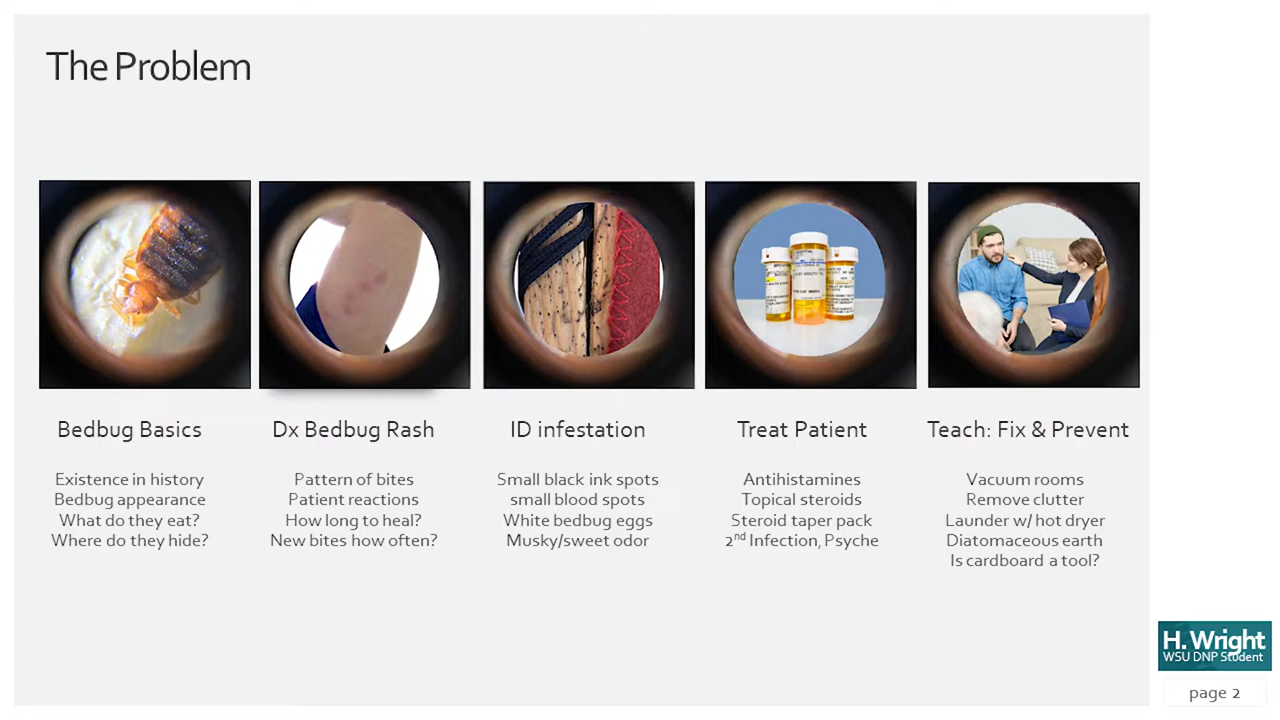 The Problem
Bedbug Basics
Existence in history
Bedbug appearance
What do they eat?
Where do they hide?
Dx Bedbug Rash
Pattern of bites
Patient reactions
How long to heal?
New bites how often?
ID infestation
Small black ink spots
small blood spots
White bedbug eggs
Musky/sweet odor
Treat Patient
Antihistamines
Topical steroids
Steroid taper pack
2nd Infection, Psyche
Teach: Fix & Prevent
Vacuum rooms
Remove clutter
Launder w/ hot dryer
Diatomaceous earth
Is cardboard a tool?
H. Wright
WSU DNP Student
page 2